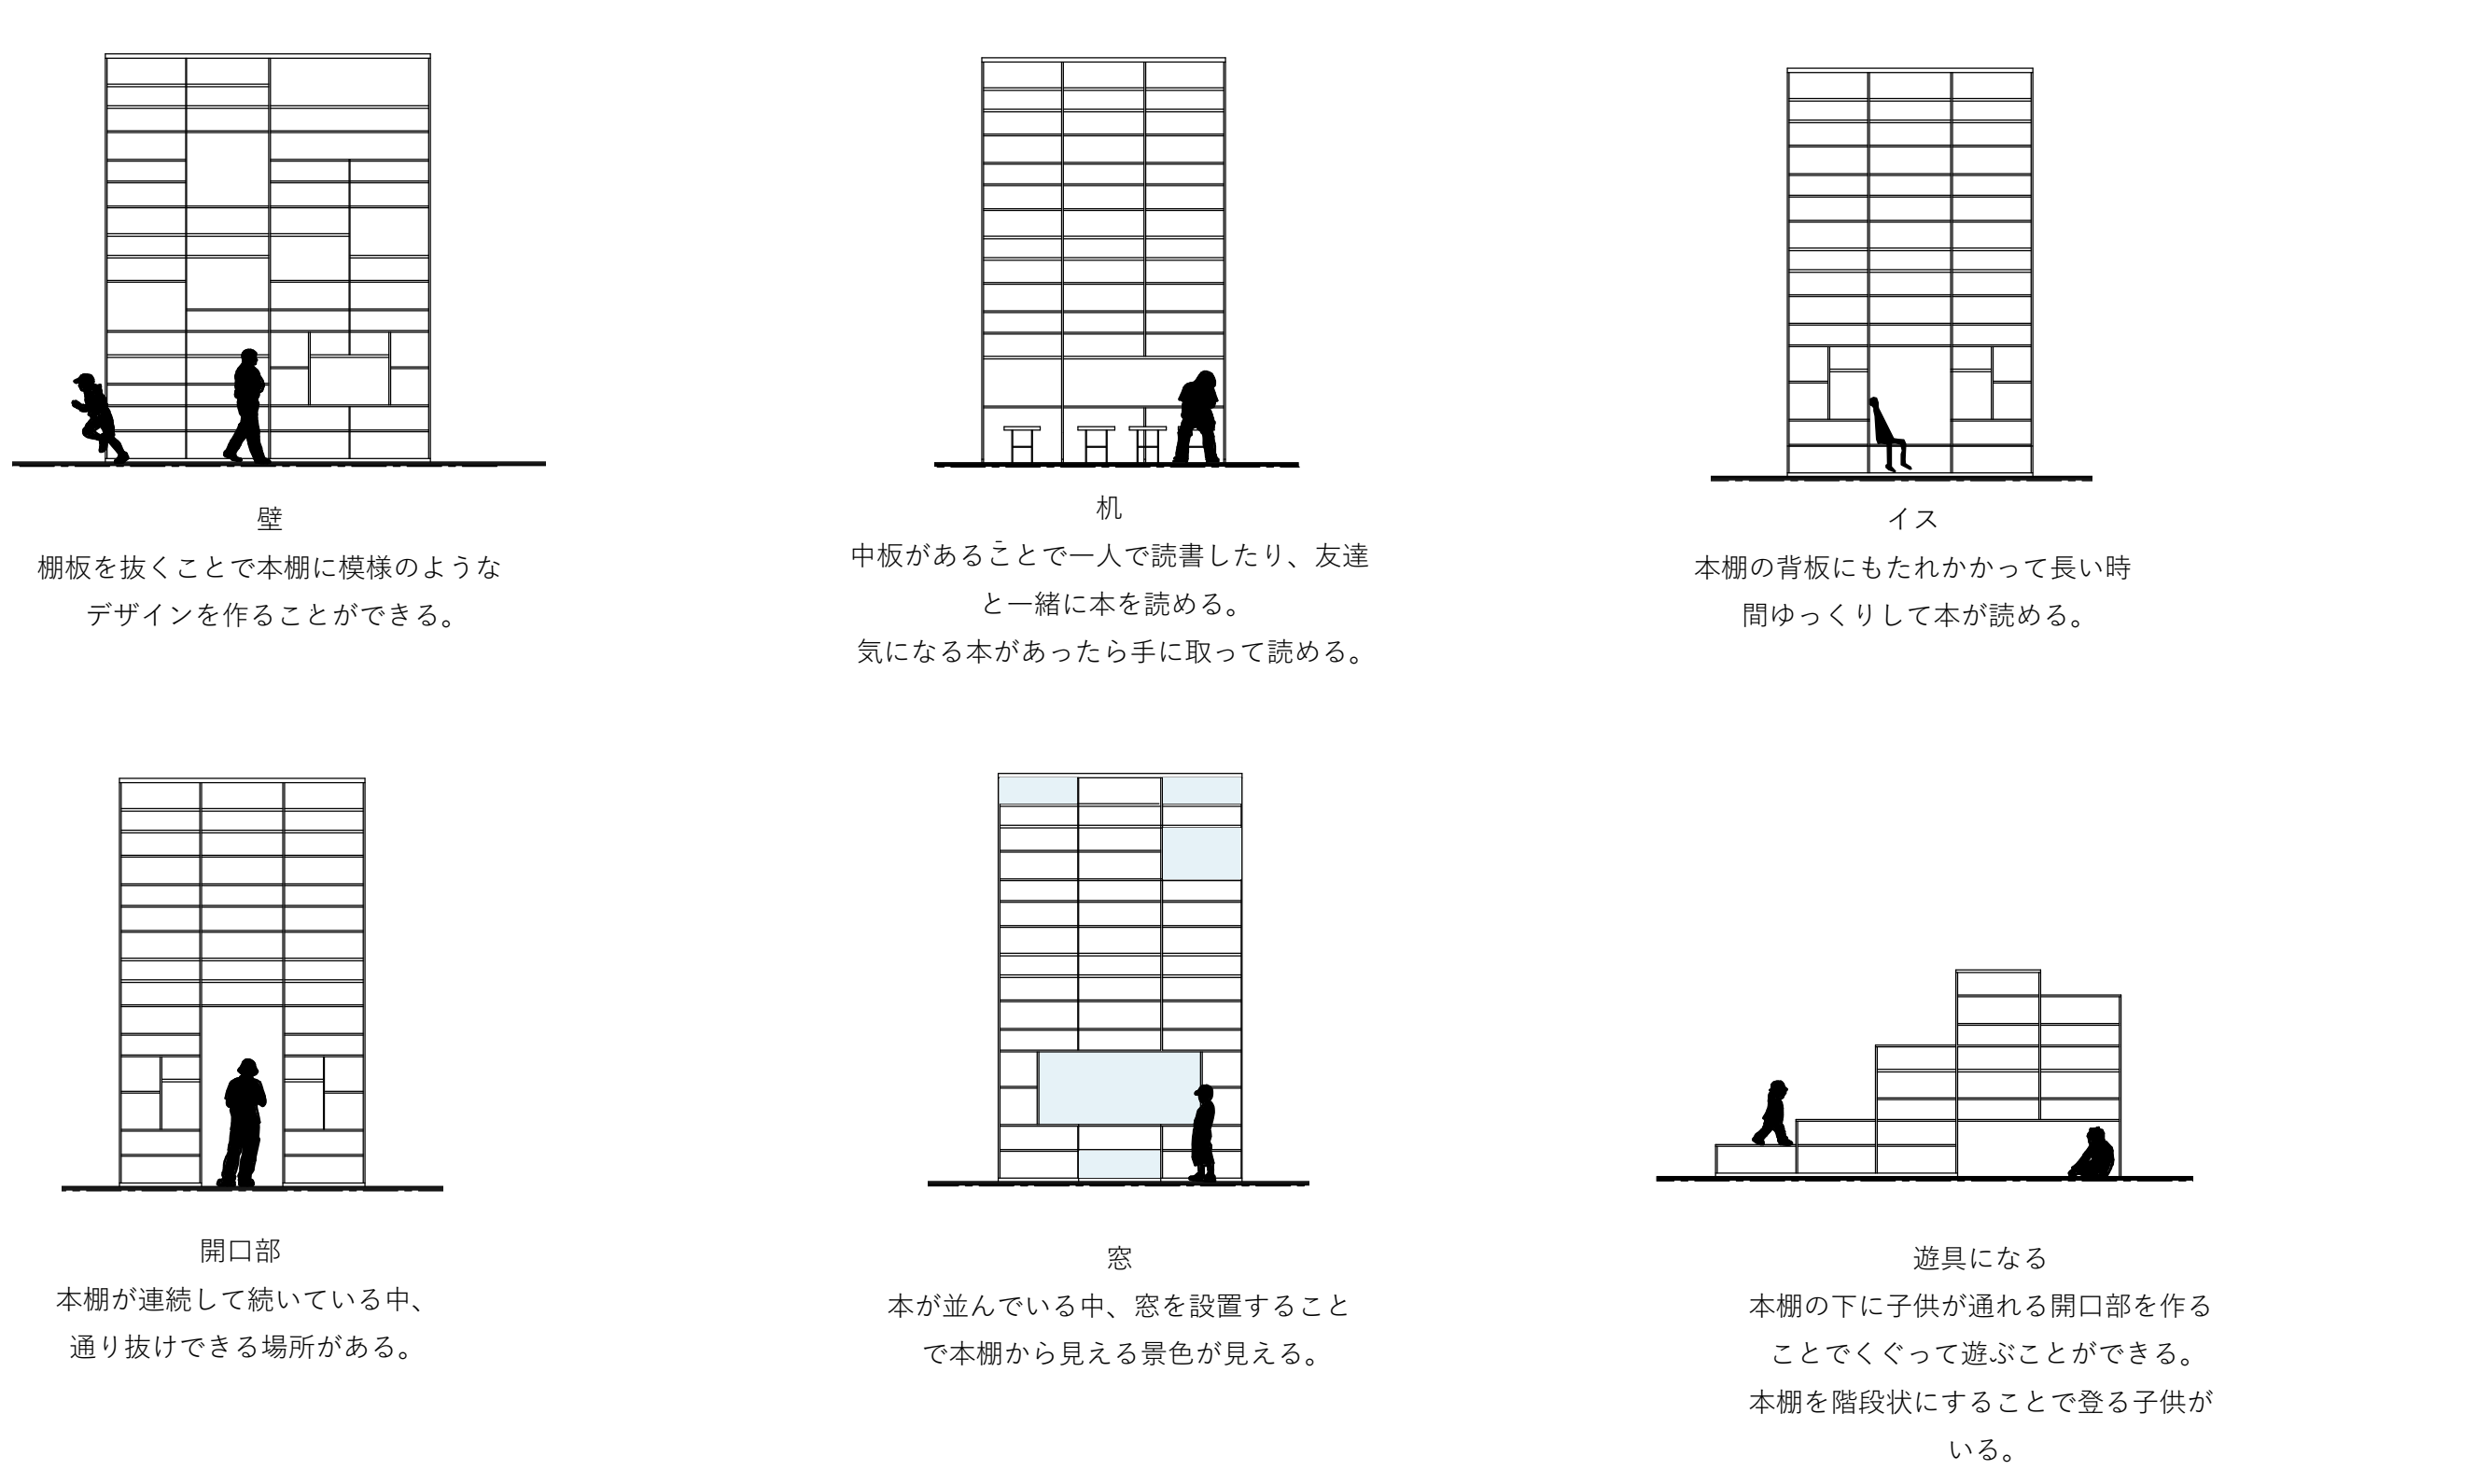 壁
棚板を抜くことで本棚に模様のような
デザインを作ることができる。
机
中板があることで一人で読書したり、友達
と一緒に本を読める。
気になる本があったら手に取って読める。
イス
本棚の背板にもたれかかって長い時
間ゆっくりして本が読める。
開口部
本棚が連続して続いている中、
通り抜けできる場所がある。
窓
本が並んでいる中、窓を設置すること
で本棚から見える景色が見える。
遊具になる
本棚の下に子供が通れる開口部を作る
ことでくぐって遊ぶことができる。
本棚を階段状にすることで登る子供が
いる。